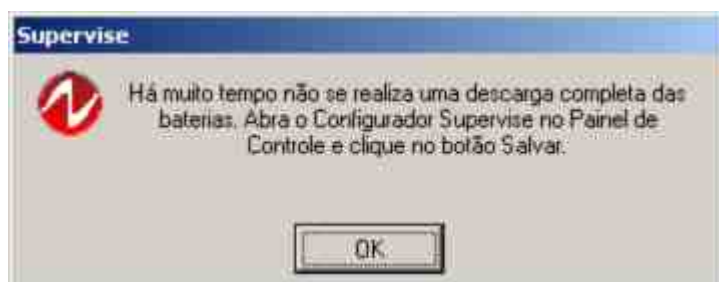 Supervise
Há muito tempo não se realiza uma descarga completa das
baterias. Abra o Configurador Supervise no Painel de
Controle e clique no botão Salvar.
OK